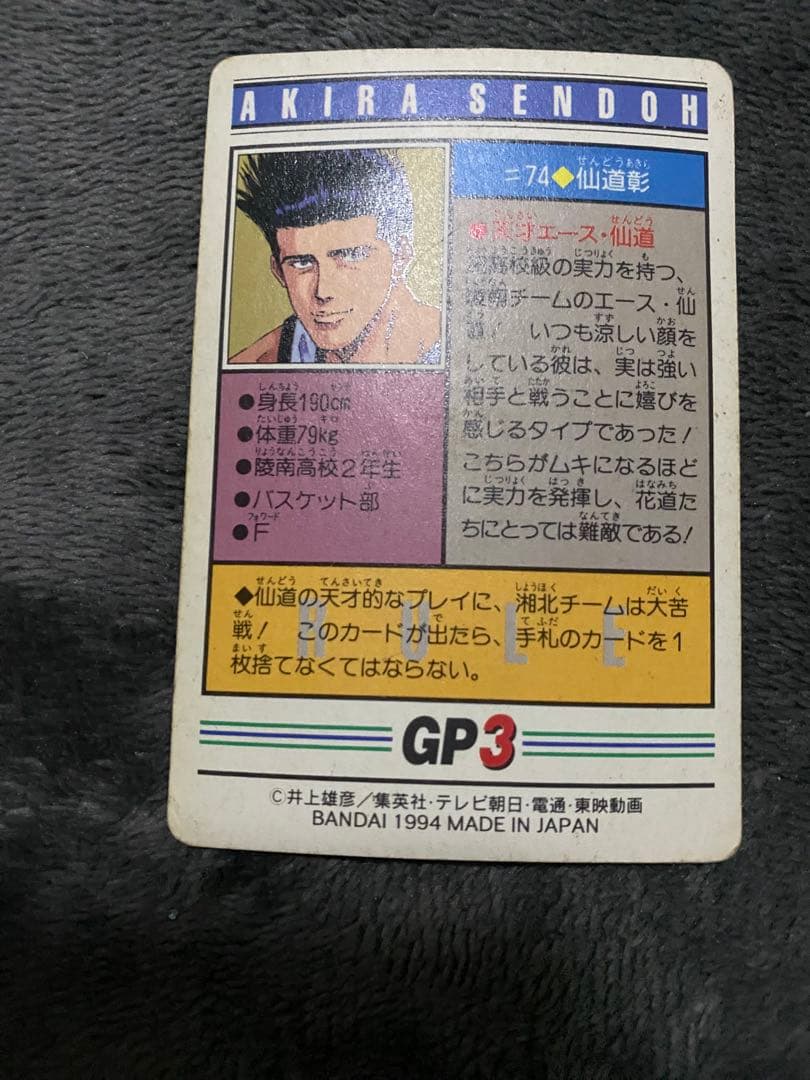 AKIRA SENDOH
=74◆仙道彰
天才エース・仙道
高校級の実力を持つ、
陵南チームのエース・仙
道! いつも涼しい顔を
している彼は、実は強い
相手と戦うことに嬉びを
感じるタイプであった!
こちらがムキになるほど
に実力を発揮し、花道た
ちにとっては難敵である!
●身長190cm
●体重79kg
●陵南高校2年生
●バスケット部
●F
◆仙道の天才的なプレイに、湘北チームは大苦
戦! このカードが出たら、手札のカードを1
枚捨てなくてはならない。
RULE
GP3
©井上雄彦/集英社・テレビ朝日・電通・東映動画
BANDAI 1994 MADE IN JAPAN